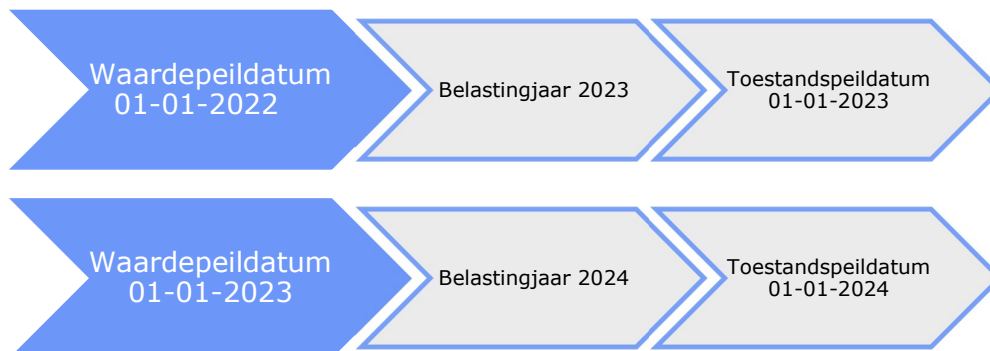 Waardepeildatum
01-01-2022
Belastingjaar 2023
Toestandspeildatum
01-01-2023
Waardepeildatum
01-01-2023
Belastingjaar 2024
Toestandspeildatum
01-01-2024